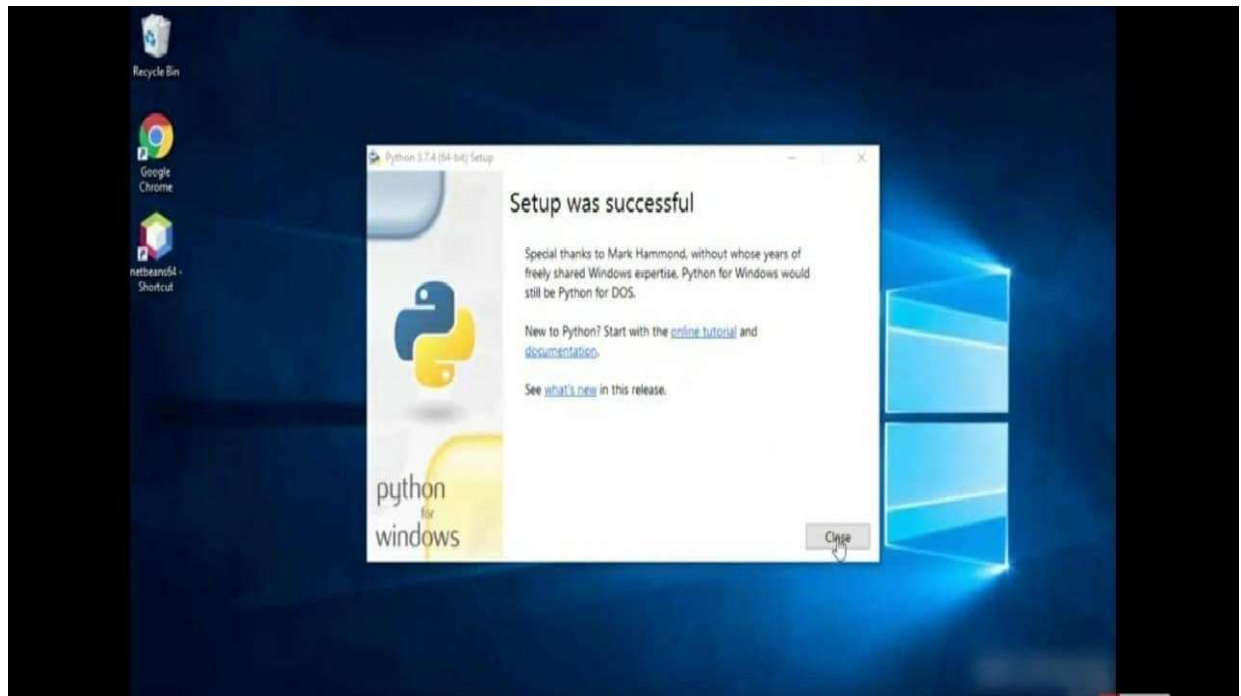 Recycle Bin
Google
Chrome
netbeans64 -
Shortcut
Python 3.7.4 (64-bit) Setup
Setup was successful
Special thanks to Mark Hammond, without whose years of
freely shared Windows expertise, Python for Windows would
still be Python for DOS.
New to Python? Start with the online tutorial and
documentation.
See what's new in this release.
python
for
windows
Close